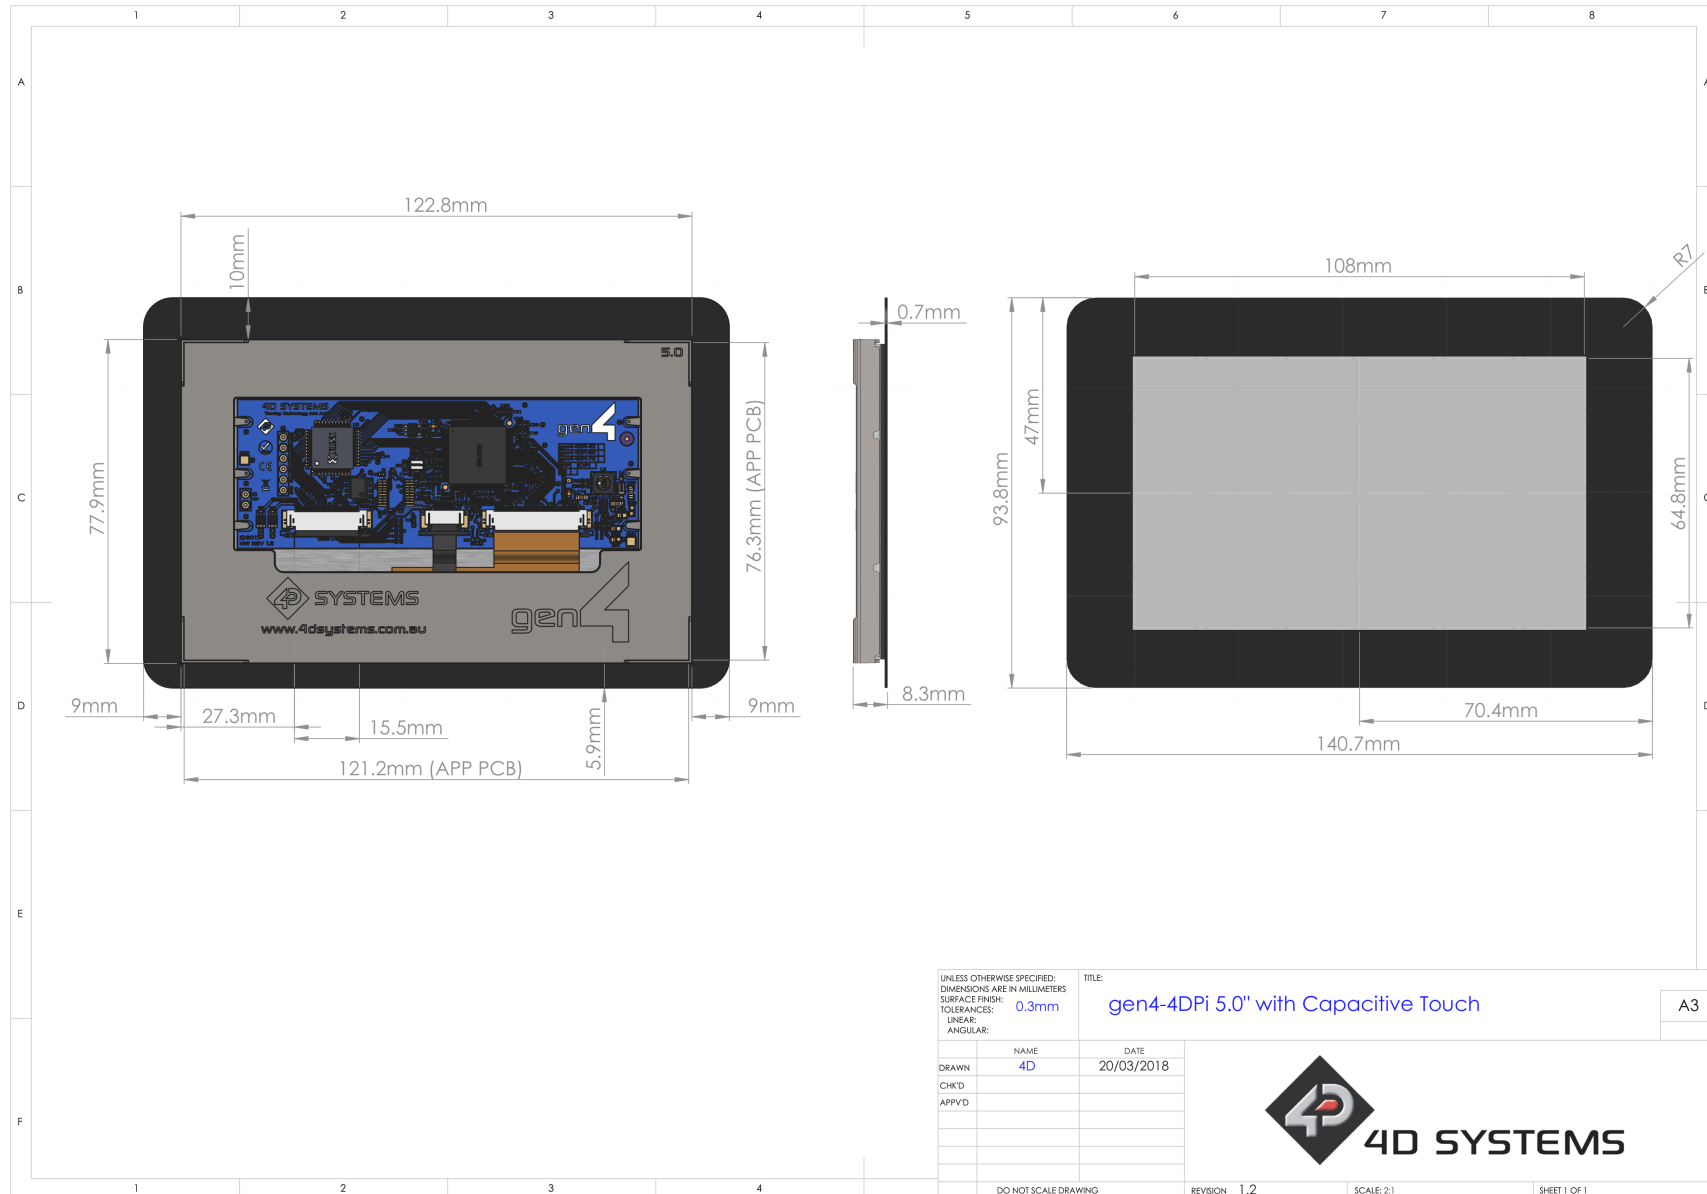 1 2 3 4 5 6 7 8
A
B
C
D
E
F
122.8mm
10mm
77.9mm
76.3mm (APP PCB)
9mm
27.3mm
15.5mm
5.9mm
9mm
121.2mm (APP PCB)
5.0
4D SYSTEMS
gen4
CE
4D SYSTEMS
www.4dsystems.com.au
gen4
0.7mm
8.3mm
108mm
R7
47mm
93.8mm
64.8mm
70.4mm
140.7mm
UNLESS OTHERWISE SPECIFIED:
DIMENSIONS ARE IN MILLIMETERS
SURFACE FINISH:
TOLERANCES: 0.3mm
LINEAR:
ANGULAR:
TITLE:
gen4-4DPi 5.0" with Capacitive Touch
A3
NAME DATE
DRAWN 4D 20/03/2018
CHK'D
APPV'D
4D SYSTEMS
DO NOT SCALE DRAWING
REVISION 1.2
SCALE: 2:1
SHEET 1 OF 1
1 2 3 4